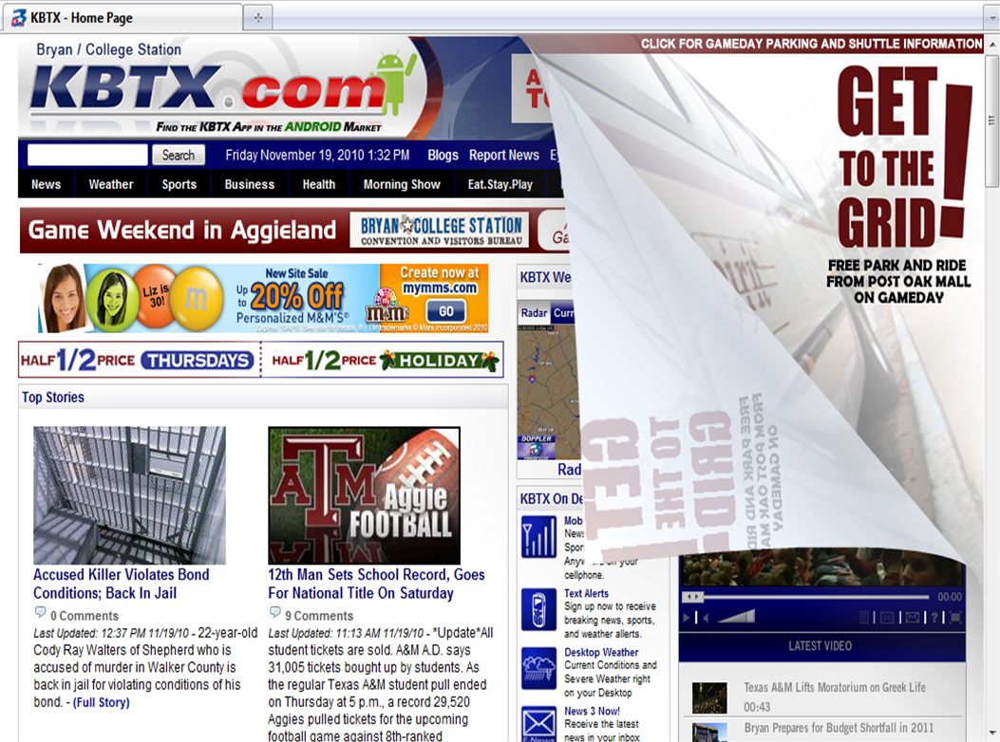 KBTX - Home Page
Bryan / College Station
KBTX.com
FIND THE KBTX APP IN THE ANDROID MARKET
CLICK FOR GAMEDAY PARKING AND SHUTTLE INFORMATION
GET
TO THE
GRID!
FREE PARK AND RIDE
FROM POST OAK MALL
ON GAMEDAY
Search
Friday November 19, 2010 1:32 PM
Blogs
Report News
News
Weather
Sports
Business
Health
Morning Show
Eat.Stay.Play
Game Weekend in Aggieland
BRYAN COLLEGE STATION
CONVENTION AND VISITORS BUREAU
Liz is
30!
m
New Site Sale
Up to 20% Off
Personalized M&M'S®
m&m's
Create now at
mymms.com
GO
HALF 1/2 PRICE THURSDAYS
HALF 1/2 PRICE HOLIDAY
Top Stories
Accused Killer Violates Bond
Conditions; Back In Jail
0 Comments
Last Updated: 12:37 PM 11/19/10 - 22-year-old
Cody Ray Walters of Shepherd who is
accused of murder in Walker County is
back in jail for violating conditions of his
bond. - (Full Story)
ATM
Aggie
FOOTBALL
12th Man Sets School Record, Goes
For National Title On Saturday
9 Comments
Last Updated: 11:13 AM 11/19/10 - *Update*All
student tickets are sold. A&M A.D. says
31,005 tickets bought up by students. As
the regular Texas A&M student pull ended
on Thursday at 5 p.m., a record 29,520
Aggies pulled tickets for the upcoming
football game against 8th-ranked
KBTX We
Radar
Curr
DOPPLER
Rad
KBTX On De
Mob
News
Spor
cellphone.
Text Alerts
Sign up now to receive
breaking news, sports,
and weather alerts.
Desktop Weather
Current Conditions and
Severe Weather right
on your Desktop
News 3 Now!
Receive the latest
news in your inbox
E-News
00:00
LATEST VIDEO
Texas A&M Lifts Moratorium on Greek Life
00:43
Bryan Prepares for Budget Shortfall in 2011